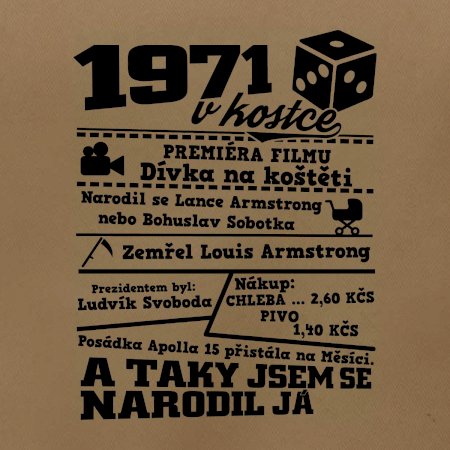 1971
v kostce
PREMIÉRA FILMU
Dívka na koštěti
Narodil se Lance Armstrong
nebo Bohuslav Sobotka
Zemřel Louis Armstrong
Prezidentem byl:
Ludvík Svoboda
Nákup:
CHLEBA ... 2,60 KČS
PIVO
1,40 KČS
Posádka Apolla 15 přistála na Měsíci.
A TAKY JSEM SE
NARODIL JÁ